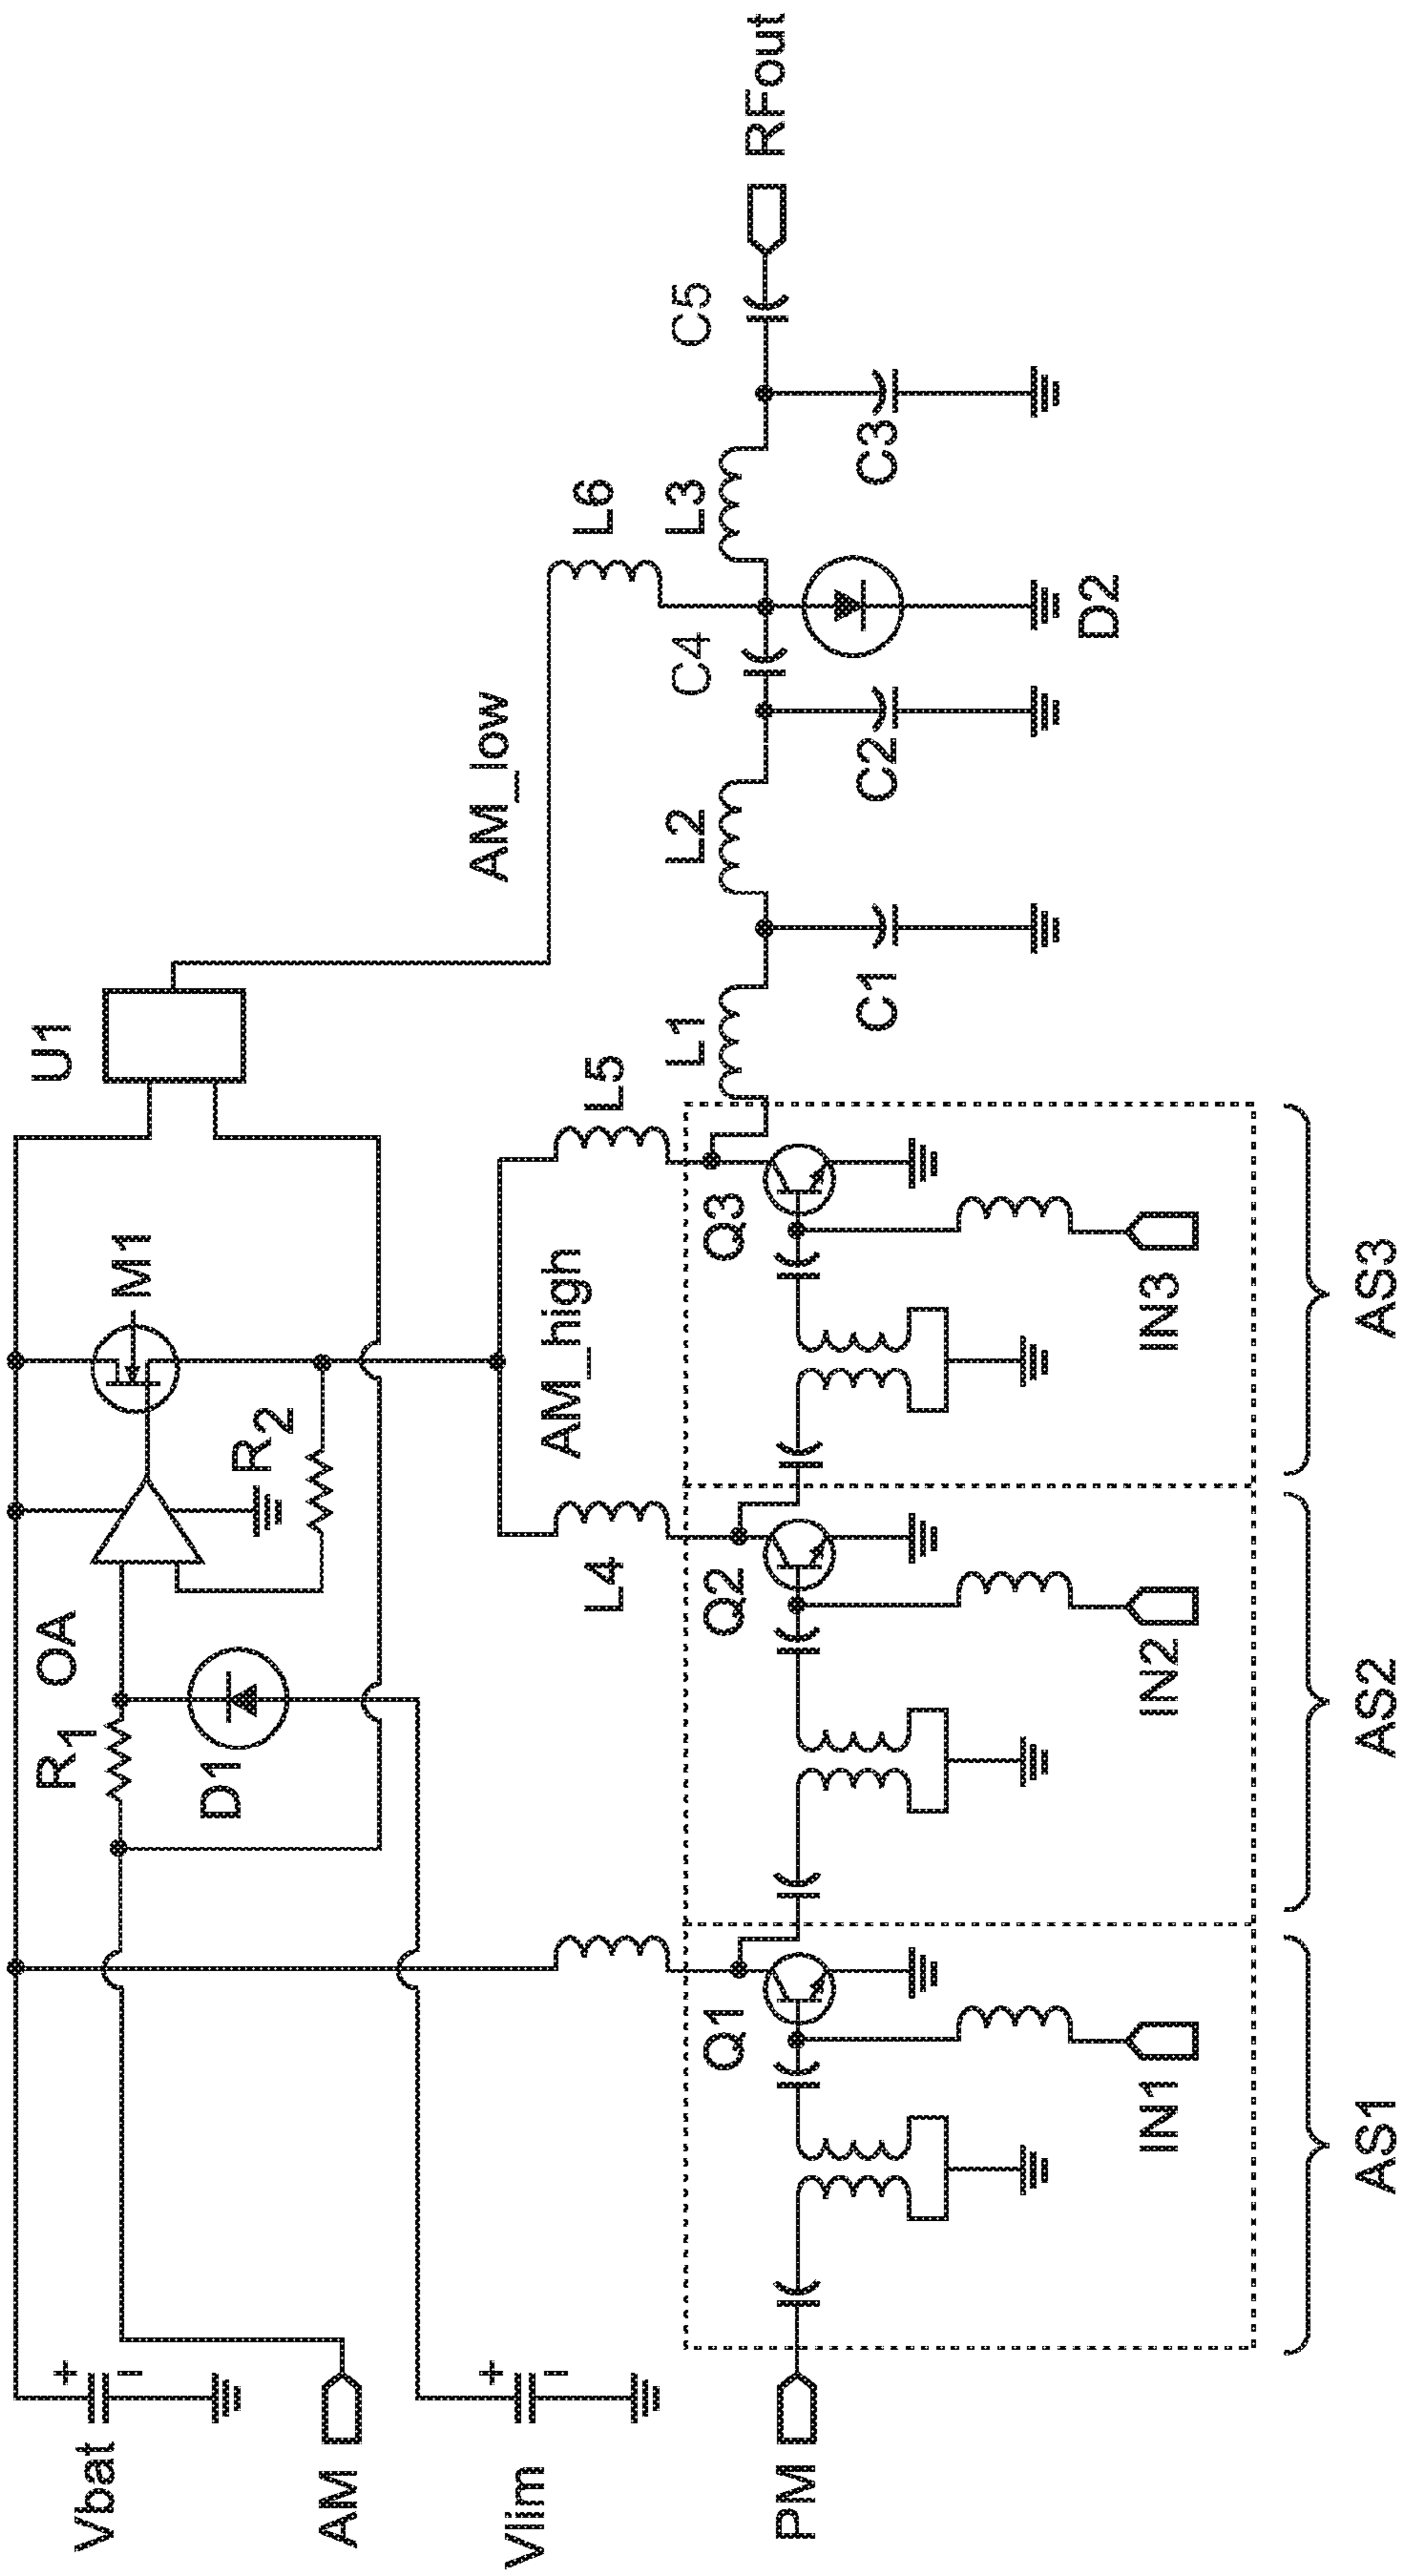 Vbat
+
−
AM
Vlim
+
−
PM
R1
D1
OA
R2
M1
U1
AM_low
AM_high
L4
L5
L6
Q1
Q2
Q3
L1
L2
C4
L3
C5
RFout
C1
C2
D2
C3
IN1
IN2
IN3
AS1
AS2
AS3